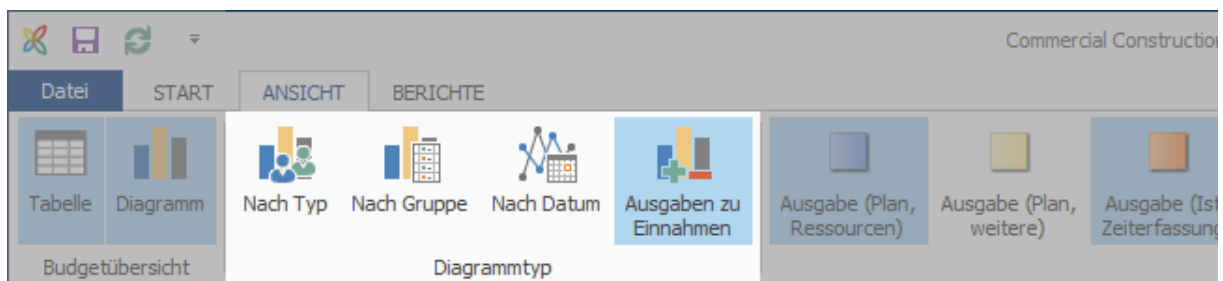 Commercial Construction
Datei START ANSICHT BERICHTE
Tabelle Diagramm Nach Typ Nach Gruppe Nach Datum Ausgaben zu Ausgabe (Plan, Ausgabe (Plan, Ausgabe (Ist
Einnahmen Ressourcen) weitere) Zeiterfassung
Budgetübersicht Diagrammtyp